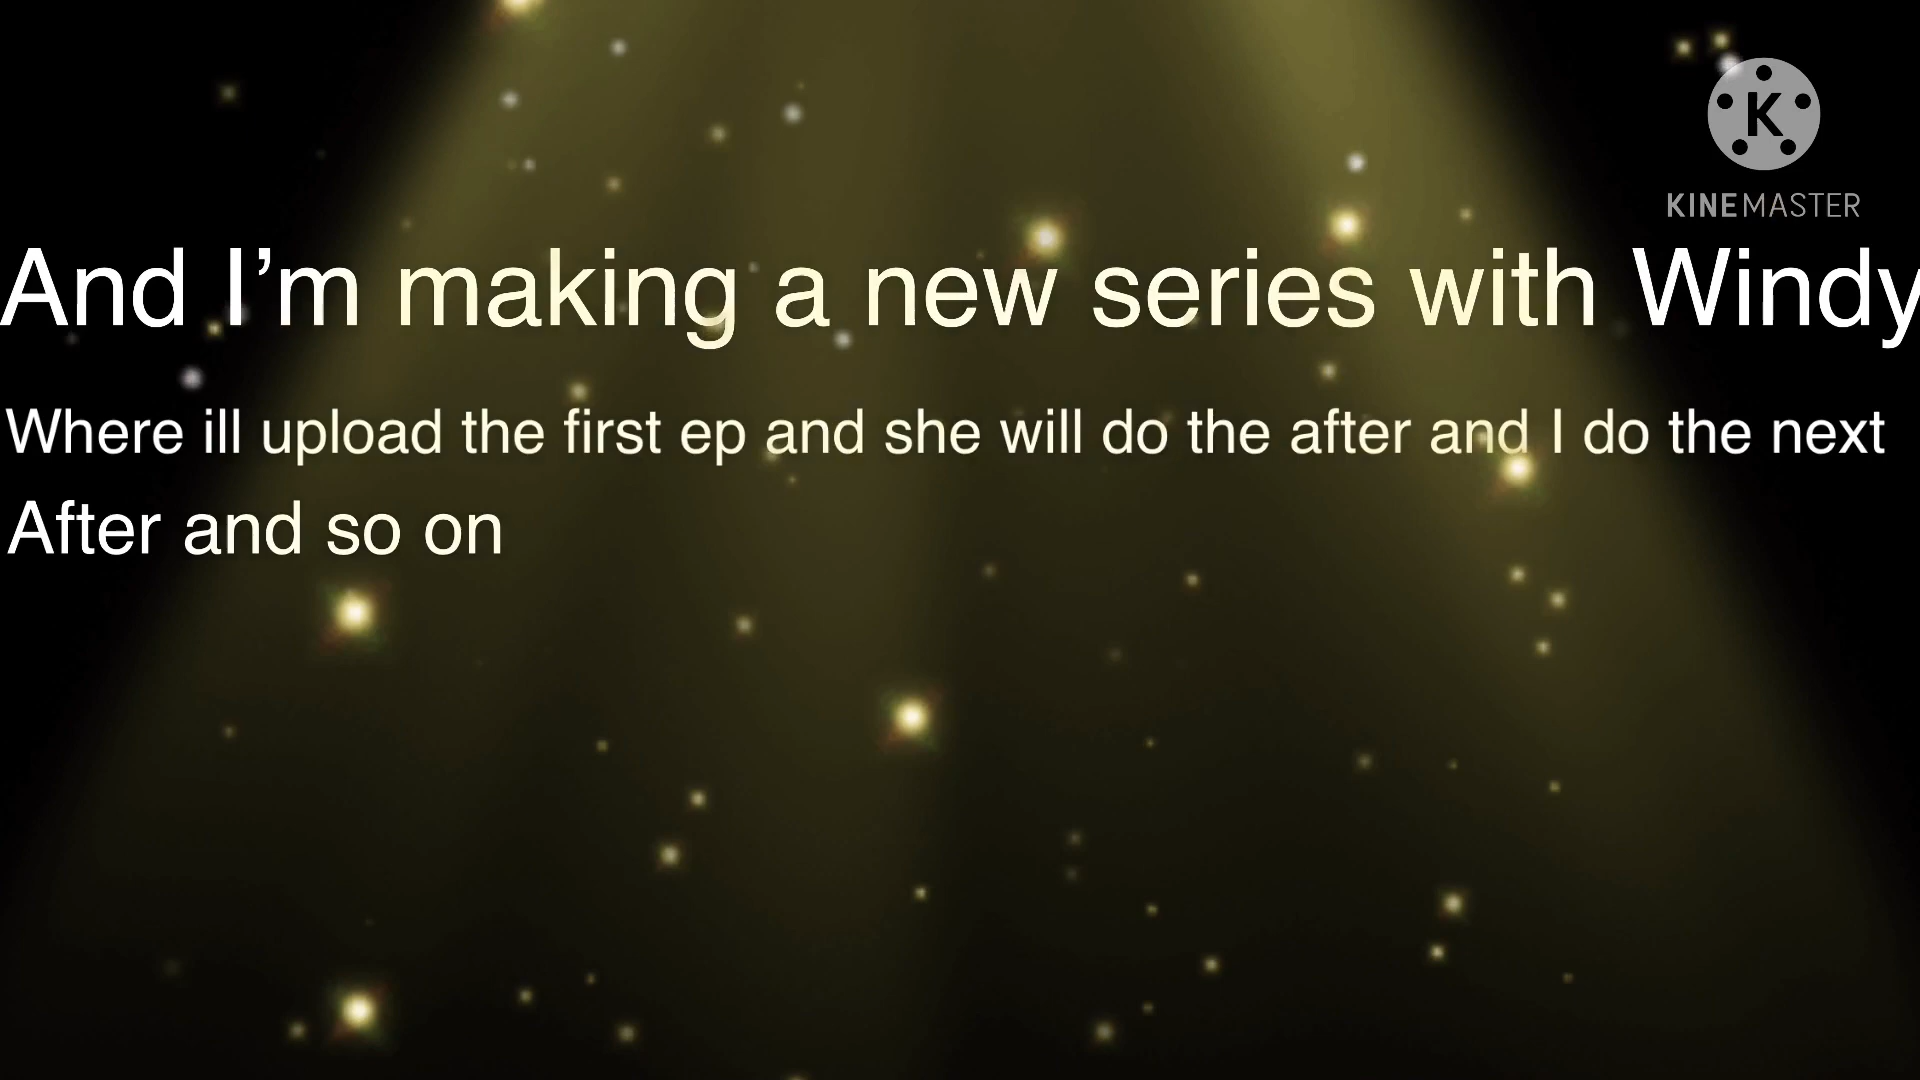 K
KINEMASTER
And I’m making a new series with Windy
Where ill upload the first ep and she will do the after and I do the next
After and so on